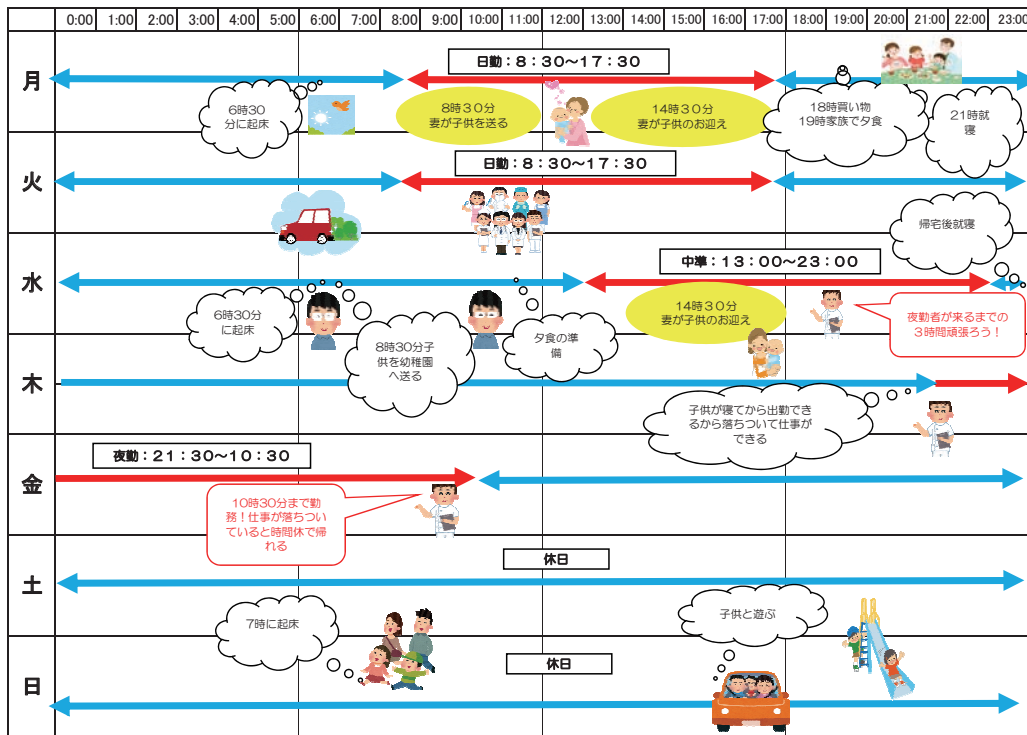 0:00 1:00 2:00 3:00 4:00 5:00 6:00 7:00 8:00 9:00 10:00 11:00 12:00 13:00 14:00 15:00 16:00 17:00 18:00 19:00 20:00 21:00 22:00 23:00
月
日勤：8：30～17：30
6時30
分に起床
8時30分
妻が子供を送る
14時30分
妻が子供のお迎え
18時買い物
19時家族で夕食
21時就
寝
火
日勤：8：30～17：30
帰宅後就寝
水
中準：13：00～23：00
6時30分
に起床
8時30分子
供を幼稚園
へ送る
夕食の準
備
14時30分
妻が子供のお迎え
夜勤者が来るまでの
3時間頑張ろう！
木
子供が寝てから出勤でき
るから落ちついて仕事が
できる
金
夜勤：21：30～10：30
10時30分まで勤
務！仕事が落ちつい
ていると時間休で帰
れる
土
休日
7時に起床
子供と遊ぶ
日
休日